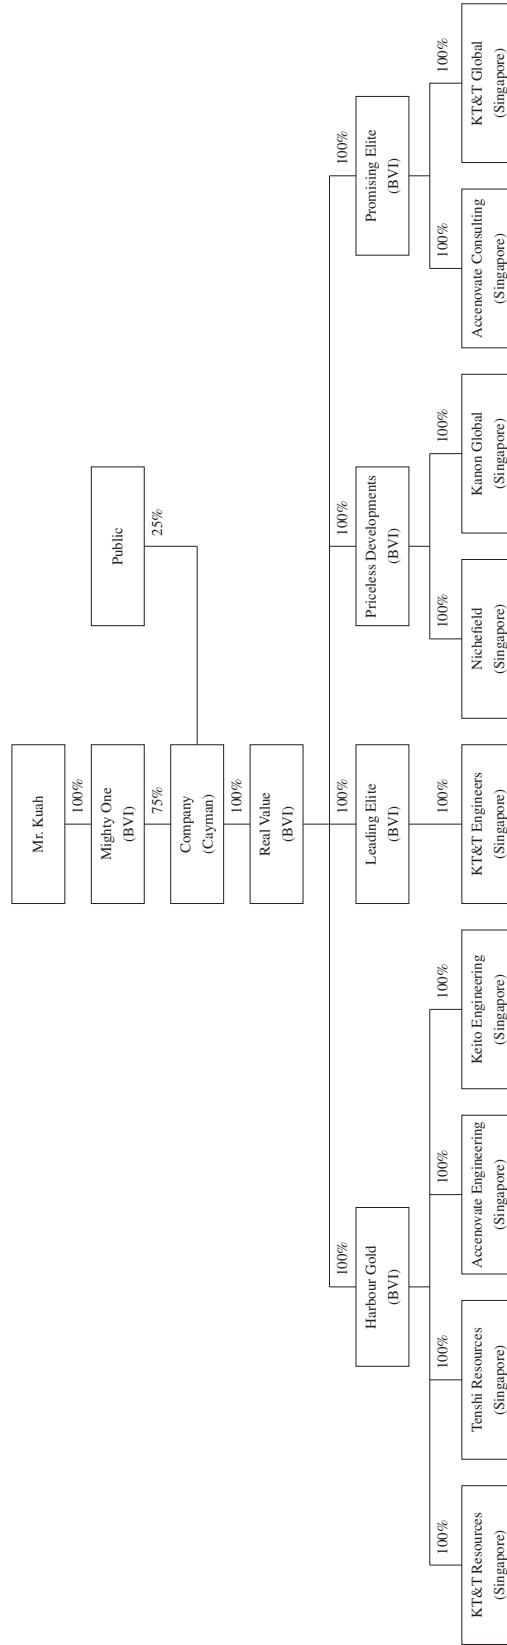 Mr. Kuah
100%
Mighty One
(BVI)
Public
75%
25%
Company
(Cayman)
100%
Real Value
(BVI)
100%
100%
100%
100%
Harbour Gold
(BVI)
Leading Elite
(BVI)
Priceless Developments
(BVI)
Promising Elite
(BVI)
100%
100%
100%
100%
100%
100%
100%
100%
100%
KT&T Resources
(Singapore)
Tenshi Resources
(Singapore)
Accenovate Engineering
(Singapore)
Keito Engineering
(Singapore)
KT&T Engineers
(Singapore)
Nichefield
(Singapore)
Kanon Global
(Singapore)
Accenovate Consulting
(Singapore)
KT&T Global
(Singapore)